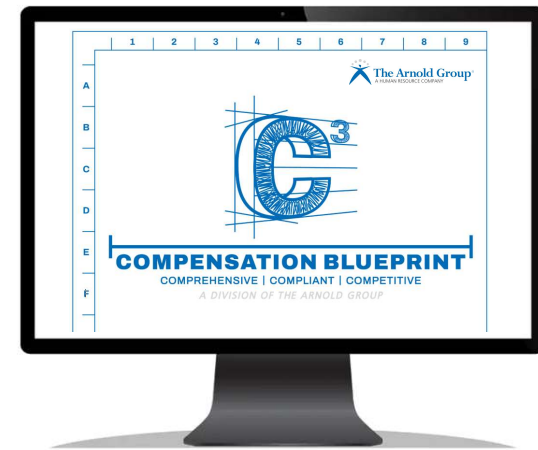 1 2 3 4 5 6 7 8 9
The Arnold Group
A HUMAN RESOURCE COMPANY
A
B
C
D
E
F
C3
COMPENSATION BLUEPRINT
COMPREHENSIVE | COMPLIANT | COMPETITIVE
A DIVISION OF THE ARNOLD GROUP